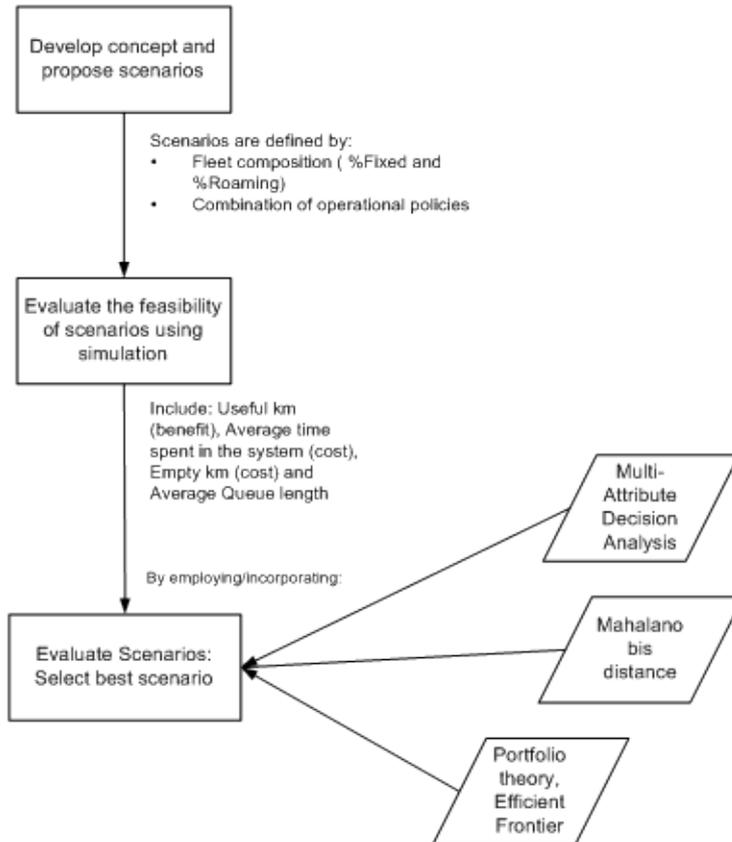 Develop concept and
propose scenarios
Scenarios are defined by:
• Fleet composition ( %Fixed and
%Roaming)
• Combination of operational policies
Evaluate the feasibility
of scenarios using
simulation
Include: Useful km
(benefit), Average time
spent in the system (cost),
Empty km (cost) and
Average Queue length
Multi-
Attribute
Decision
Analysis
By employing/incorporating:
Evaluate Scenarios:
Select best scenario
Mahalano
bis
distance
Portfolio
theory,
Efficient
Frontier